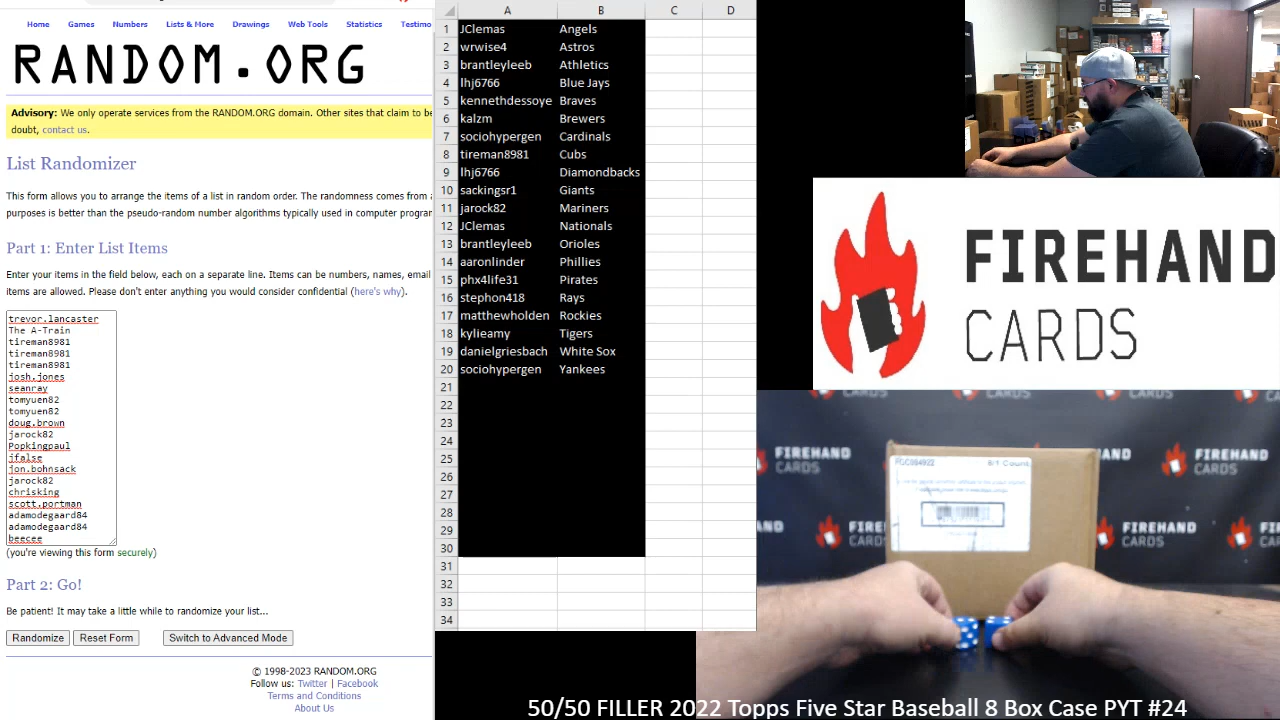 Home Games Numbers Lists & More Drawings Web Tools Statistics Testimo
RANDOM.ORG
Advisory: We only operate services from the RANDOM.ORG domain. Other sites that claim to be
doubt, contact us.
List Randomizer
This form allows you to arrange the items of a list in random order. The randomness comes from a
purposes is better than the pseudo-random number algorithms typically used in computer progran
Part 1: Enter List Items
Enter your items in the field below, each on a separate line. Items can be numbers, names, email
items are allowed. Please don't enter anything you would consider confidential (here's why).
trevor.lancaster
The A-Train
tireman8981
tireman8981
tireman8981
josh.jones
seanray
tomyuen82
tomyuen82
doug.brown
jarock82
Popkingpaul
jfalse
jon.bohnsack
jarock82
chrisking
scott.portman
adamodegaard84
adamodegaard84
beecee
(you're viewing this form securely)
Part 2: Go!
Be patient! It may take a little while to randomize your list...
Randomize Reset Form Switch to Advanced Mode
© 1998-2023 RANDOM.ORG
Follow us: Twitter | Facebook
Terms and Conditions
About Us
A B C D
1 JClemas Angels
2 wrwise4 Astros
3 brantleyleeb Athletics
4 lhj6766 Blue Jays
5 kennethdessoye Braves
6 kalzm Brewers
7 sociohypergen Cardinals
8 tireman8981 Cubs
9 lhj6766 Diamondbacks
10 sackingsr1 Giants
11 jarock82 Mariners
12 JClemas Nationals
13 brantleyleeb Orioles
14 aaronlinder Phillies
15 phx4life31 Pirates
16 stephon418 Rays
17 matthewholden Rockies
18 kylieamy Tigers
19 danielgriesbach White Sox
20 sociohypergen Yankees
21
22
23
24
25
26
27
28
29
30
31
32
33
34
FIREHAND
CARDS
FIREHAND
CARDS
FIREHAND
CARDS
FIREHAND
CARDS
50/50 FILLER 2022 Topps Five Star Baseball 8 Box Case PYT #24